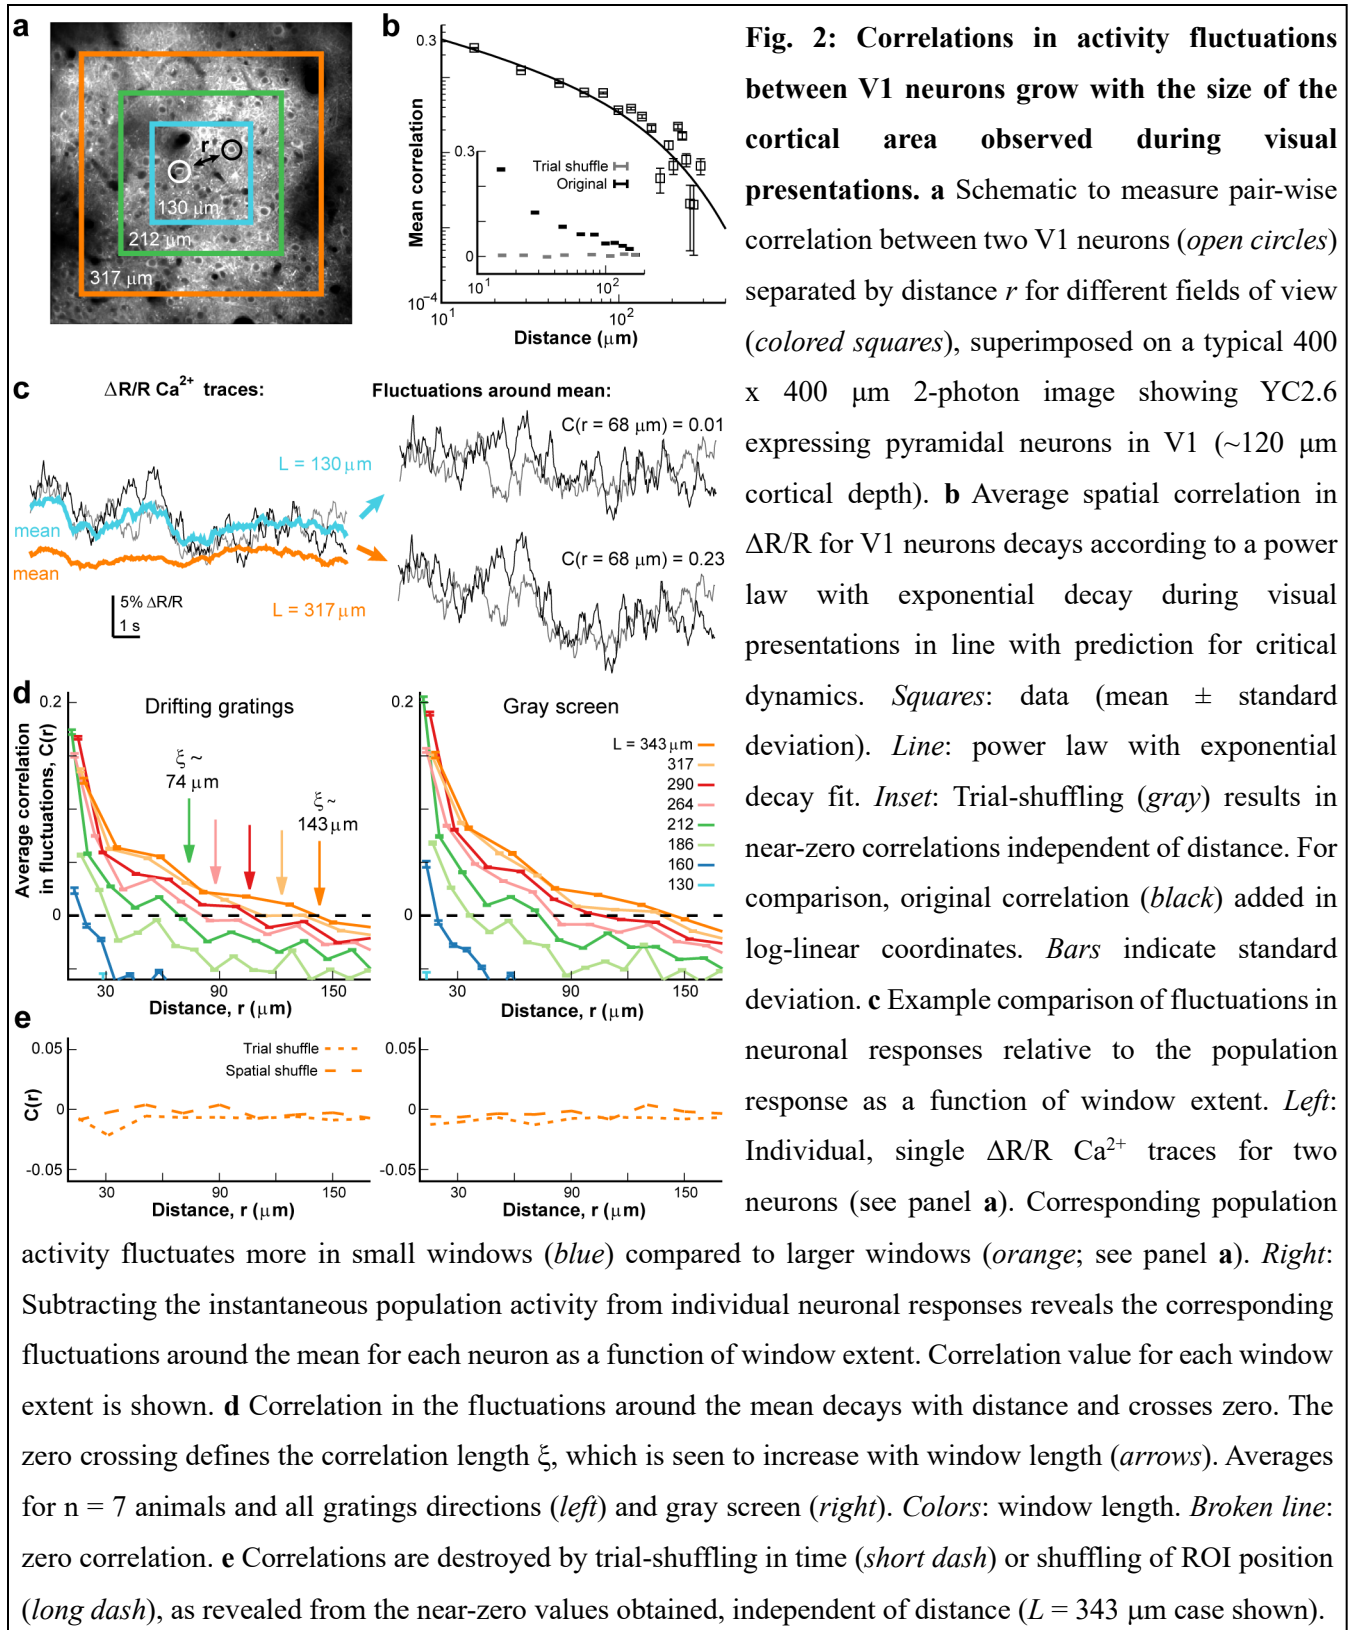 a
r
130 μm
212 μm
317 μm
b
0.3
Mean correlation
10⁻⁴
10¹
10²
Distance (μm)
0.3
Trial shuffle
Original
0
10¹
10²
c
ΔR/R Ca²⁺ traces:
Fluctuations around mean:
C(r = 68 μm) = 0.01
L = 130 μm
mean
mean
C(r = 68 μm) = 0.23
5% ΔR/R
1 s
L = 317 μm
d
Average correlation
in fluctuations, C(r)
0.2
0
Drifting gratings
ξ ~
74 μm
ξ ~
143 μm
30
90
150
Distance, r (μm)
0.2
0
Gray screen
L = 343 μm
317
290
264
212
186
160
130
30
90
150
Distance, r (μm)
e
C(r)
0.05
0
-0.05
Trial shuffle
Spatial shuffle
30
90
150
Distance, r (μm)
0.05
0
-0.05
30
90
150
Distance, r (μm)
Fig. 2: Correlations in activity fluctuations
between V1 neurons grow with the size of the
cortical area observed during visual
presentations. a Schematic to measure pair-wise
correlation between two V1 neurons (open circles)
separated by distance r for different fields of view
(colored squares), superimposed on a typical 400
x 400 μm 2-photon image showing YC2.6
expressing pyramidal neurons in V1 (~120 μm
cortical depth). b Average spatial correlation in
ΔR/R for V1 neurons decays according to a power
law with exponential decay during visual
presentations in line with prediction for critical
dynamics. Squares: data (mean ± standard
deviation). Line: power law with exponential
decay fit. Inset: Trial-shuffling (gray) results in
near-zero correlations independent of distance. For
comparison, original correlation (black) added in
log-linear coordinates. Bars indicate standard
deviation. c Example comparison of fluctuations in
neuronal responses relative to the population
response as a function of window extent. Left:
Individual, single ΔR/R Ca²⁺ traces for two
neurons (see panel a). Corresponding population
activity fluctuates more in small windows (blue) compared to larger windows (orange; see panel a). Right:
Subtracting the instantaneous population activity from individual neuronal responses reveals the corresponding
fluctuations around the mean for each neuron as a function of window extent. Correlation value for each window
extent is shown. d Correlation in the fluctuations around the mean decays with distance and crosses zero. The
zero crossing defines the correlation length ξ, which is seen to increase with window length (arrows). Averages
for n = 7 animals and all gratings directions (left) and gray screen (right). Colors: window length. Broken line:
zero correlation. e Correlations are destroyed by trial-shuffling in time (short dash) or shuffling of ROI position
(long dash), as revealed from the near-zero values obtained, independent of distance (L = 343 μm case shown).